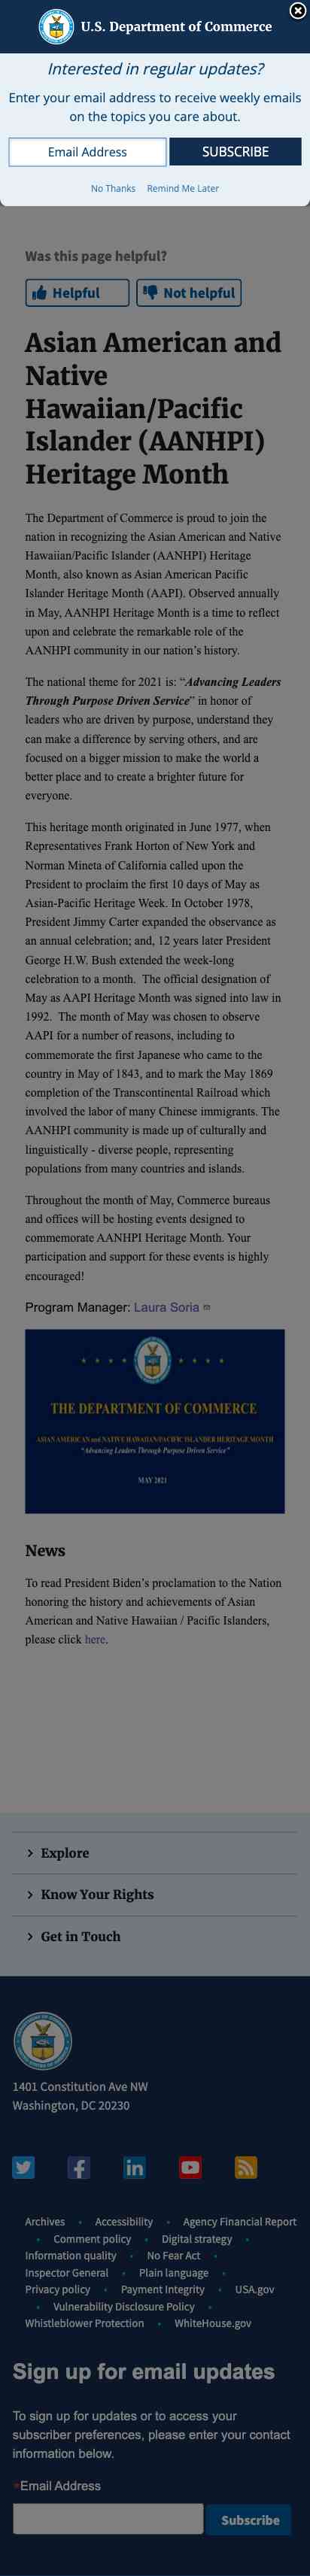 U.S. Department of Commerce
Interested in regular updates?
Enter your email address to receive weekly emails
on the topics you care about.
Email Address
SUBSCRIBE
No Thanks
Remind Me Later
Was this page helpful?
Helpful
Not helpful
Asian American and
Native
Hawaiian/Pacific
Islander (AANHPI)
Heritage Month
The Department of Commerce is proud to join the
nation in recognizing the Asian American and Native
Hawaiian/Pacific Islander (AANHPI) Heritage
Month, also known as Asian American Pacific
Islander Heritage Month (AAPI). Observed annually
in May, AANHPI Heritage Month is a time to reflect
upon and celebrate the remarkable role of the
AANHPI community in our nation's history.
The national theme for 2021 is: “Advancing Leaders
Through Purpose Driven Service” in honor of
leaders who are driven by purpose, understand they
can make a difference by serving others, and are
focused on a bigger mission to make the world a
better place and to create a brighter future for
everyone.
This heritage month originated in June 1977, when
Representatives Frank Horton of New York and
Norman Mineta of California called upon the
President to proclaim the first 10 days of May as
Asian-Pacific Heritage Week. In October 1978,
President Jimmy Carter expanded the observance as
an annual celebration; and, 12 years later President
George H.W. Bush extended the week-long
celebration to a month. The official designation of
May as AAPI Heritage Month was signed into law in
1992. The month of May was chosen to observe
AAPI for a number of reasons, including to
commemorate the first Japanese who came to the
country in May of 1843, and to mark the May 1869
completion of the Transcontinental Railroad which
involved the labor of many Chinese immigrants. The
AANHPI community is made up of culturally and
linguistically - diverse people, representing
populations from many countries and islands.
Throughout the month of May, Commerce bureaus
and offices will be hosting events designed to
commemorate AANHPI Heritage Month. Your
participation and support for these events is highly
encouraged!
Program Manager: Laura Soria
THE DEPARTMENT OF COMMERCE
ASIAN AMERICAN and NATIVE HAWAIIAN/PACIFIC ISLANDER HERITAGE MONTH
“Advancing Leaders Through Purpose Driven Service”
MAY 2021
News
To read President Biden's proclamation to the Nation
honoring the history and achievements of Asian
American and Native Hawaiian / Pacific Islanders,
please click here.
Explore
Know Your Rights
Get in Touch
1401 Constitution Ave NW
Washington, DC 20230
Archives • Accessibility • Agency Financial Report
• Comment policy • Digital strategy •
Information quality • No Fear Act •
Inspector General • Plain language •
Privacy policy • Payment Integrity • USA.gov
• Vulnerability Disclosure Policy •
Whistleblower Protection • WhiteHouse.gov
Sign up for email updates
To sign up for updates or to access your
subscriber preferences, please enter your contact
information below.
*Email Address
Subscribe